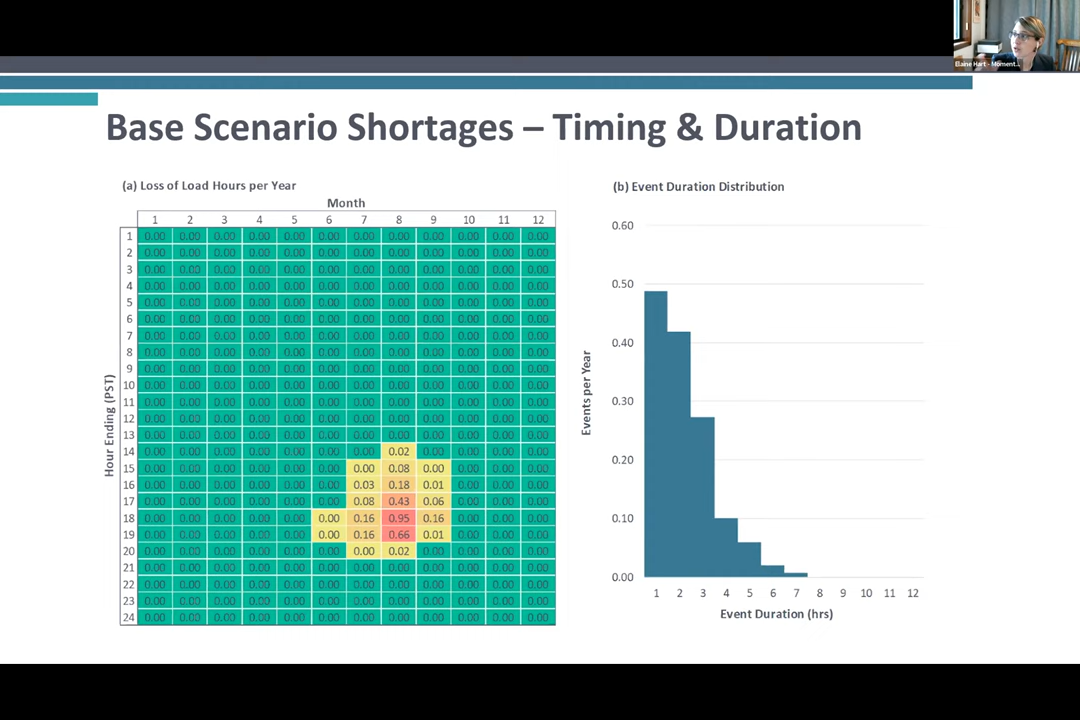 Elaine Hart - Moment...
Base Scenario Shortages – Timing & Duration
(a) Loss of Load Hours per Year
Month
1 2 3 4 5 6 7 8 9 10 11 12
Hour Ending (PST)
1 0.00 0.00 0.00 0.00 0.00 0.00 0.00 0.00 0.00 0.00 0.00 0.00
2 0.00 0.00 0.00 0.00 0.00 0.00 0.00 0.00 0.00 0.00 0.00 0.00
3 0.00 0.00 0.00 0.00 0.00 0.00 0.00 0.00 0.00 0.00 0.00 0.00
4 0.00 0.00 0.00 0.00 0.00 0.00 0.00 0.00 0.00 0.00 0.00 0.00
5 0.00 0.00 0.00 0.00 0.00 0.00 0.00 0.00 0.00 0.00 0.00 0.00
6 0.00 0.00 0.00 0.00 0.00 0.00 0.00 0.00 0.00 0.00 0.00 0.00
7 0.00 0.00 0.00 0.00 0.00 0.00 0.00 0.00 0.00 0.00 0.00 0.00
8 0.00 0.00 0.00 0.00 0.00 0.00 0.00 0.00 0.00 0.00 0.00 0.00
9 0.00 0.00 0.00 0.00 0.00 0.00 0.00 0.00 0.00 0.00 0.00 0.00
10 0.00 0.00 0.00 0.00 0.00 0.00 0.00 0.00 0.00 0.00 0.00 0.00
11 0.00 0.00 0.00 0.00 0.00 0.00 0.00 0.00 0.00 0.00 0.00 0.00
12 0.00 0.00 0.00 0.00 0.00 0.00 0.00 0.00 0.00 0.00 0.00 0.00
13 0.00 0.00 0.00 0.00 0.00 0.00 0.00 0.00 0.00 0.00 0.00 0.00
14 0.00 0.00 0.00 0.00 0.00 0.00 0.00 0.02 0.00 0.00 0.00 0.00
15 0.00 0.00 0.00 0.00 0.00 0.00 0.00 0.08 0.00 0.00 0.00 0.00
16 0.00 0.00 0.00 0.00 0.00 0.00 0.03 0.18 0.01 0.00 0.00 0.00
17 0.00 0.00 0.00 0.00 0.00 0.00 0.08 0.43 0.06 0.00 0.00 0.00
18 0.00 0.00 0.00 0.00 0.00 0.00 0.16 0.95 0.16 0.00 0.00 0.00
19 0.00 0.00 0.00 0.00 0.00 0.00 0.16 0.66 0.01 0.00 0.00 0.00
20 0.00 0.00 0.00 0.00 0.00 0.00 0.00 0.02 0.00 0.00 0.00 0.00
21 0.00 0.00 0.00 0.00 0.00 0.00 0.00 0.00 0.00 0.00 0.00 0.00
22 0.00 0.00 0.00 0.00 0.00 0.00 0.00 0.00 0.00 0.00 0.00 0.00
23 0.00 0.00 0.00 0.00 0.00 0.00 0.00 0.00 0.00 0.00 0.00 0.00
24 0.00 0.00 0.00 0.00 0.00 0.00 0.00 0.00 0.00 0.00 0.00 0.00
(b) Event Duration Distribution
Events per Year
0.60
0.50
0.40
0.30
0.20
0.10
0.00
1 2 3 4 5 6 7 8 9 10 11 12
Event Duration (hrs)